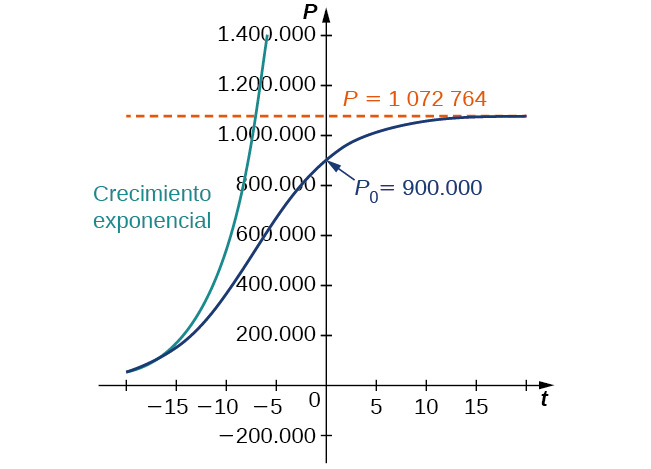 P
1.400.000
1.200.000
P = 1 072 764
1.000.000
800.000
P0 = 900.000
Crecimiento
exponencial
600.000
400.000
200.000
−15 −10 −5 0 5 10 15 t
−200.000